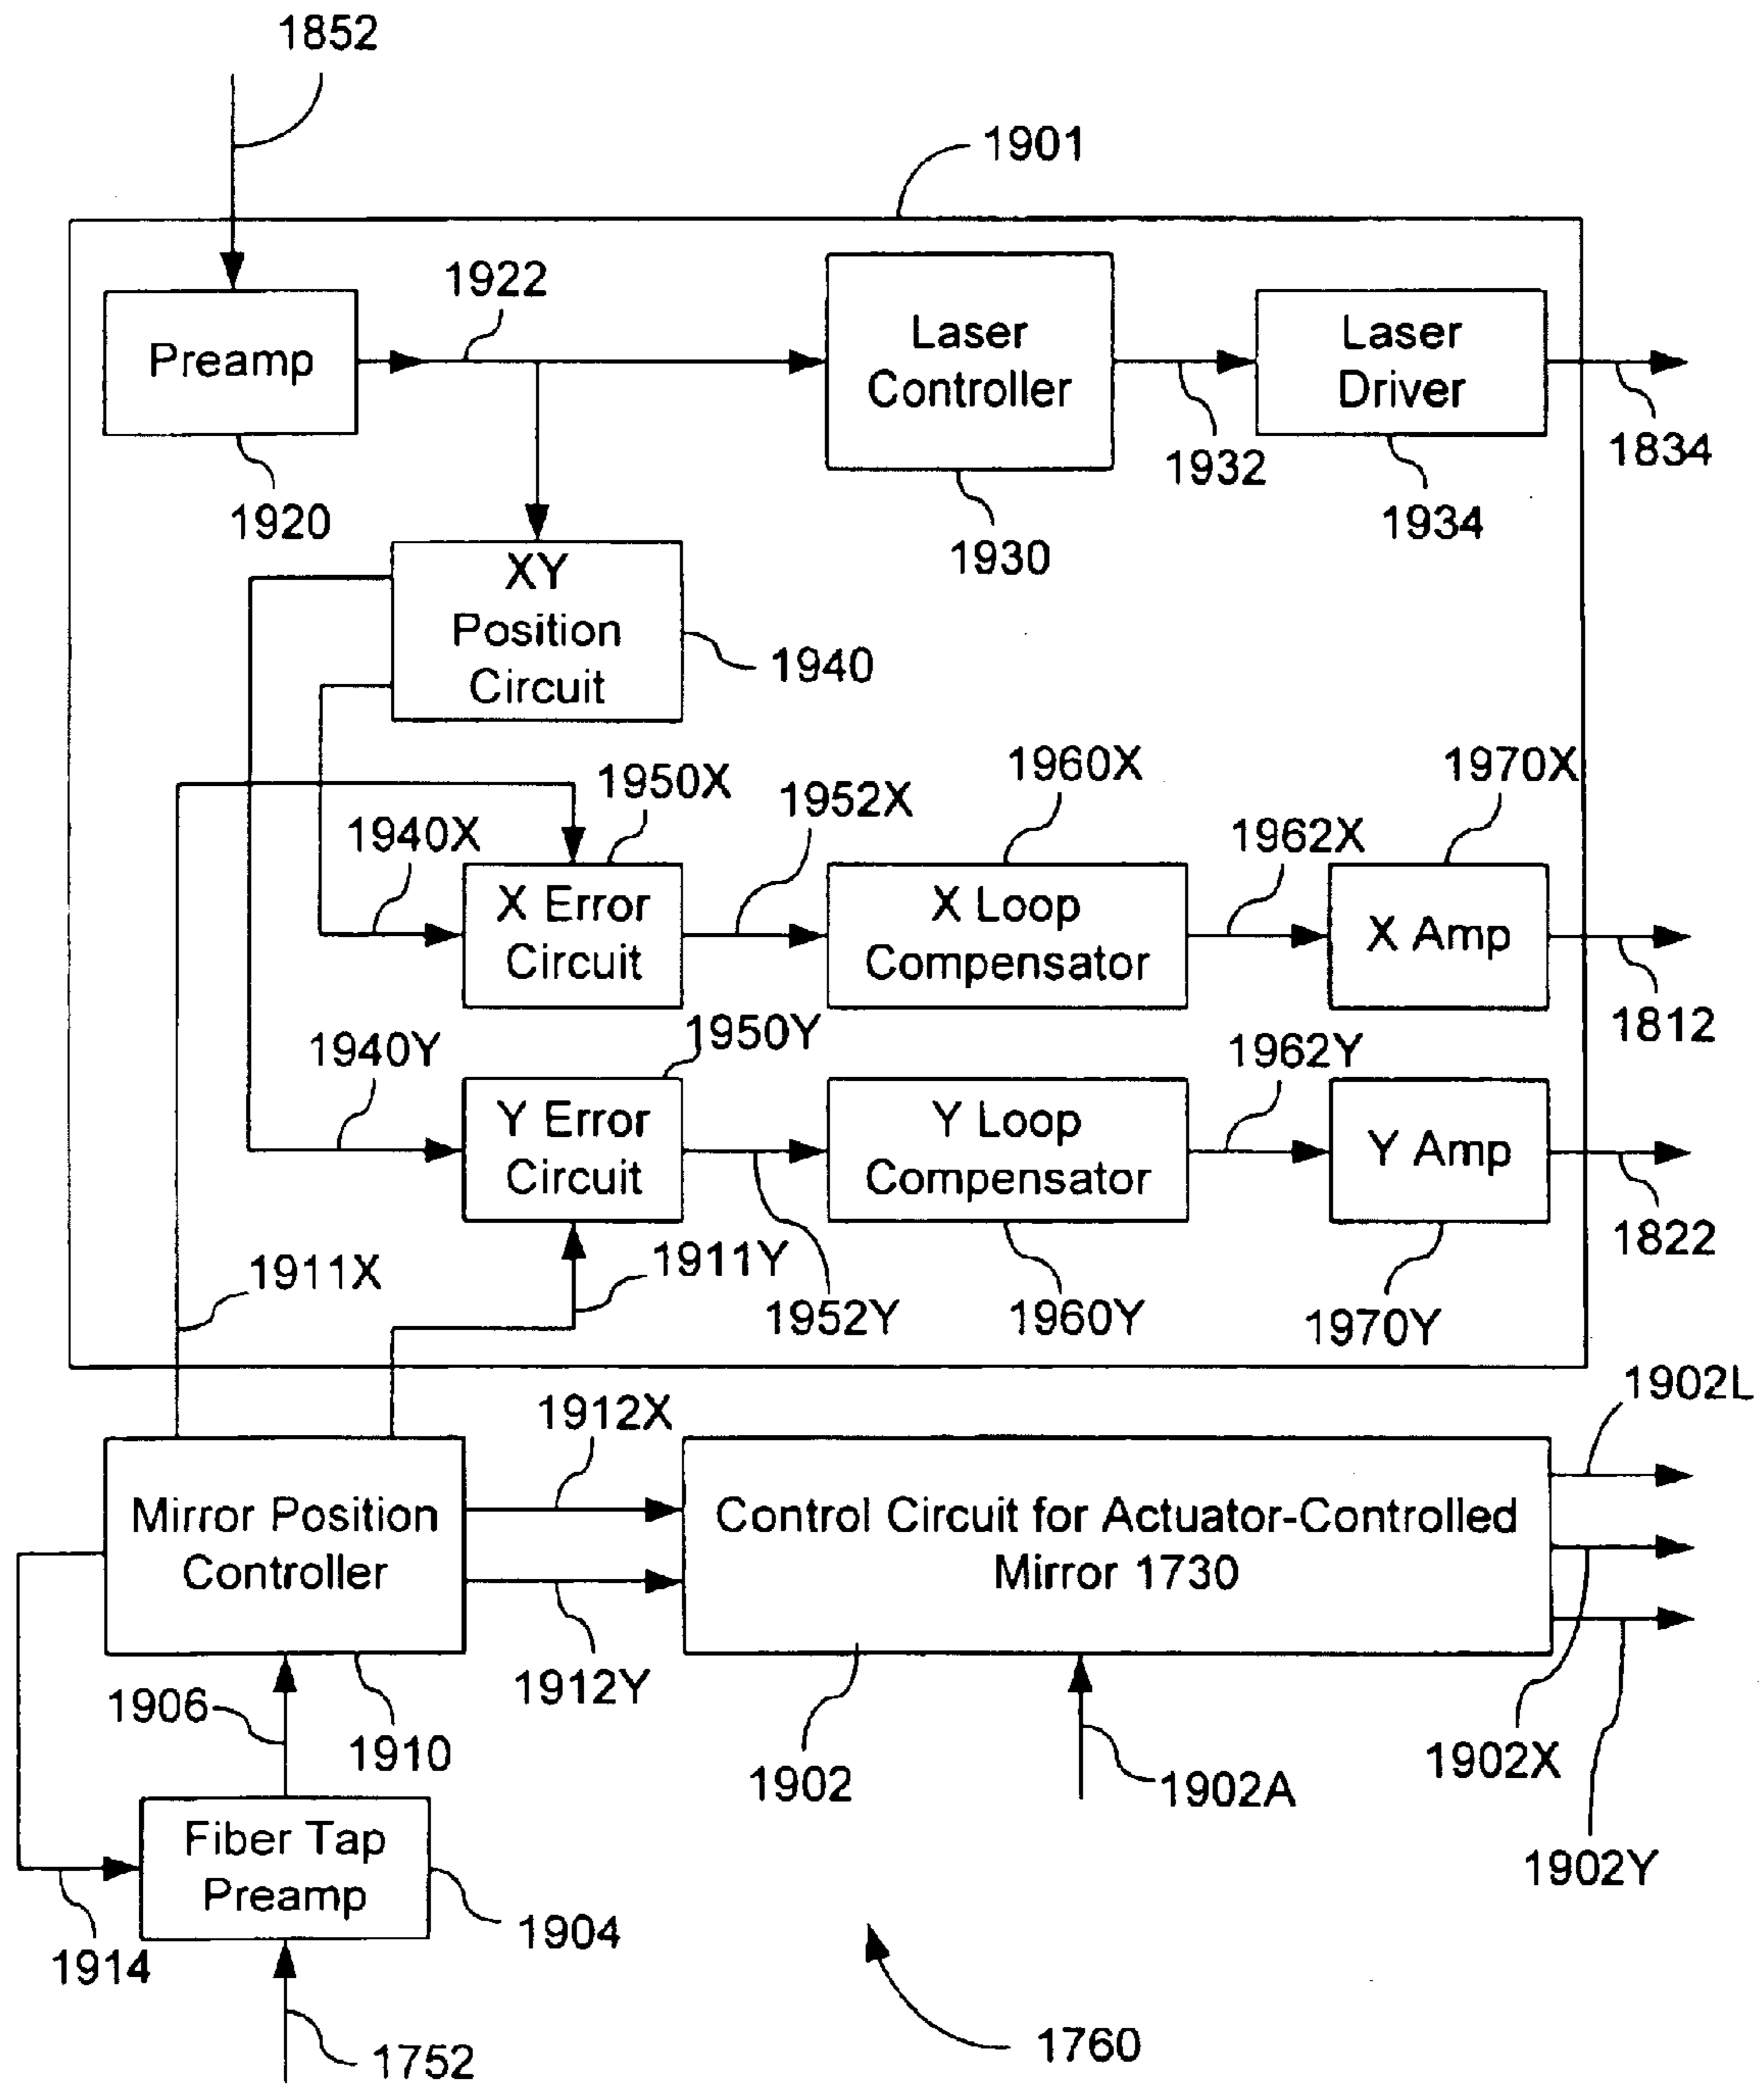 1852
1901
1922
Preamp
Laser
Controller
Laser
Driver
1932
1834
1920
1934
1930
XY
Position
Circuit
1940
1950X
1952X
1960X
1970X
1940X
1962X
X Error
Circuit
X Loop
Compensator
X Amp
1812
1950Y
1940Y
1962Y
Y Error
Circuit
Y Loop
Compensator
Y Amp
1822
1911X
1911Y
1952Y
1960Y
1970Y
1902L
1912X
Mirror Position
Controller
Control Circuit for Actuator-Controlled
Mirror 1730
1912Y
1906
1910
1902
1902A
1902X
1902Y
Fiber Tap
Preamp
1904
1914
1752
1760